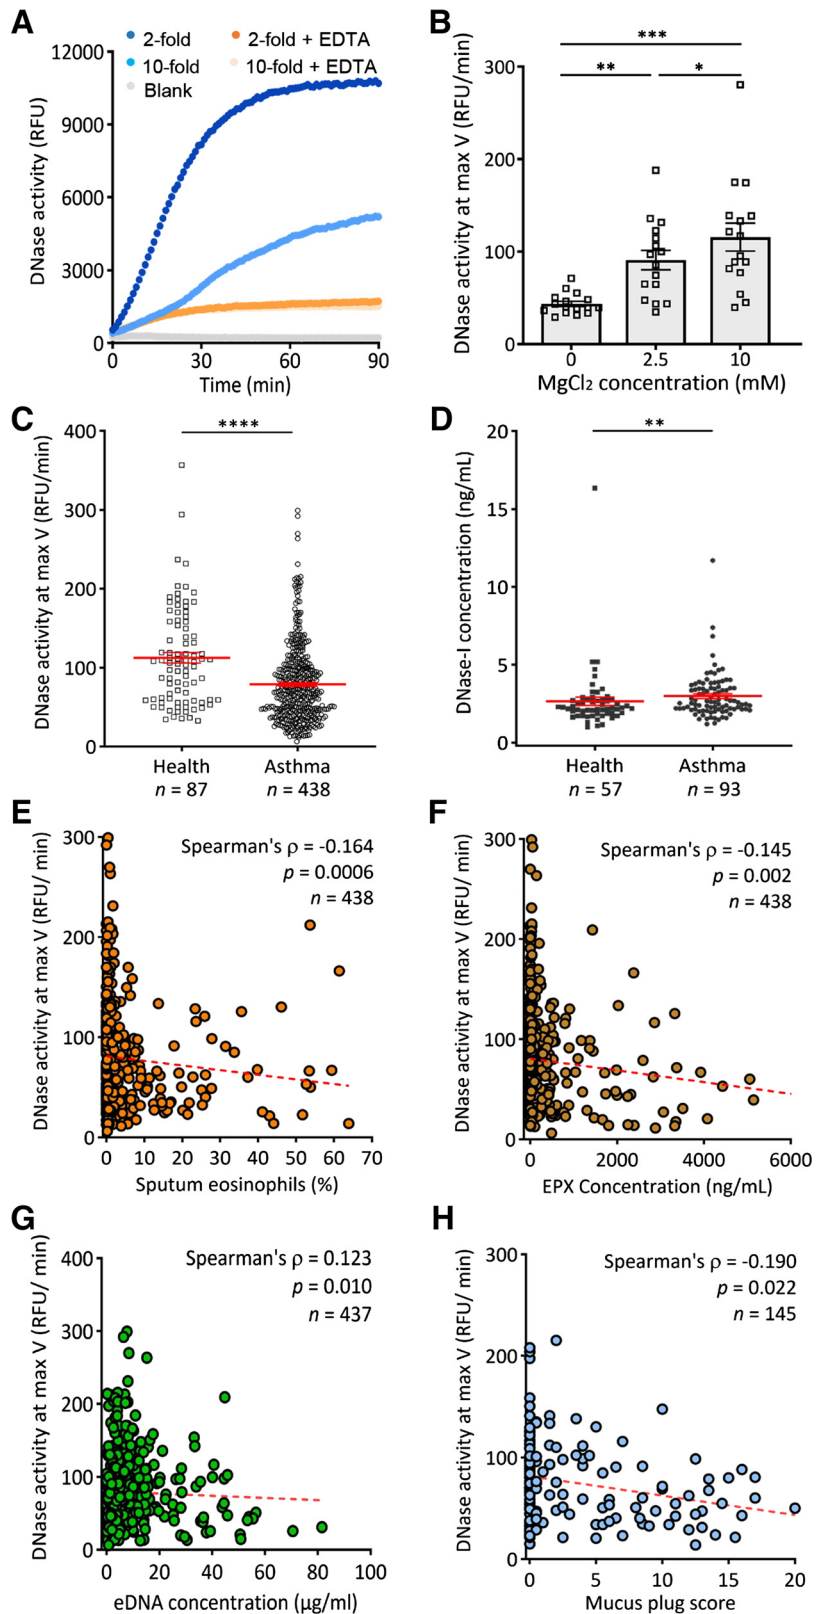 A
2-fold
2-fold + EDTA
10-fold
10-fold + EDTA
Blank
DNase activity (RFU)
12000
9000
6000
3000
0
0 30 60 90
Time (min)
B
DNase activity at max V (RFU/min)
***
** *
300
200
100
0
0 2.5 10
MgCl2 concentration (mM)
C
DNase activity at max V (RFU/min)
****
400
300
200
100
0
Health Asthma
n = 87 n = 438
D
DNase-I concentration (ng/mL)
**
20
15
10
5
0
Health Asthma
n = 57 n = 93
E
DNase activity at max V (RFU/ min)
Spearman's ρ = -0.164
p = 0.0006
n = 438
300
200
100
0
0 10 20 30 40 50 60 70
Sputum eosinophils (%)
F
DNase activity at max V (RFU/ min)
Spearman's ρ = -0.145
p = 0.002
n = 438
300
200
100
0
0 2000 4000 6000
EPX Concentration (ng/mL)
G
DNase activity at max V (RFU/ min)
Spearman's ρ = 0.123
p = 0.010
n = 437
400
300
200
100
0
0 20 40 60 80 100
eDNA concentration (µg/ml)
H
DNase activity at max V (RFU/ min)
Spearman's ρ = -0.190
p = 0.022
n = 145
300
200
100
0
0 5 10 15 20
Mucus plug score